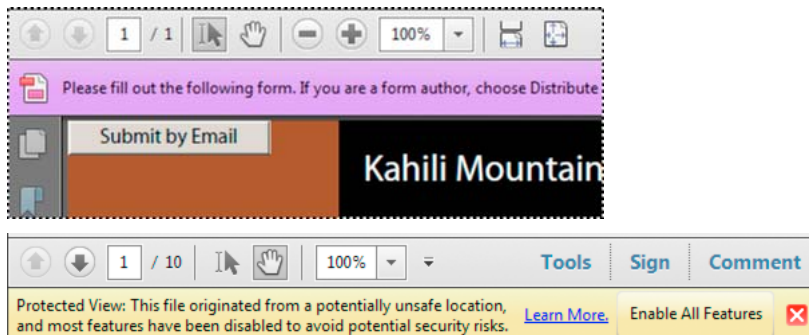 1 / 1 100%
Please fill out the following form. If you are a form author, choose Distribute
Submit by Email
Kahili Mountain
1 / 10 100% Tools Sign Comment
Protected View: This file originated from a potentially unsafe location,
and most features have been disabled to avoid potential security risks. Learn More. Enable All Features